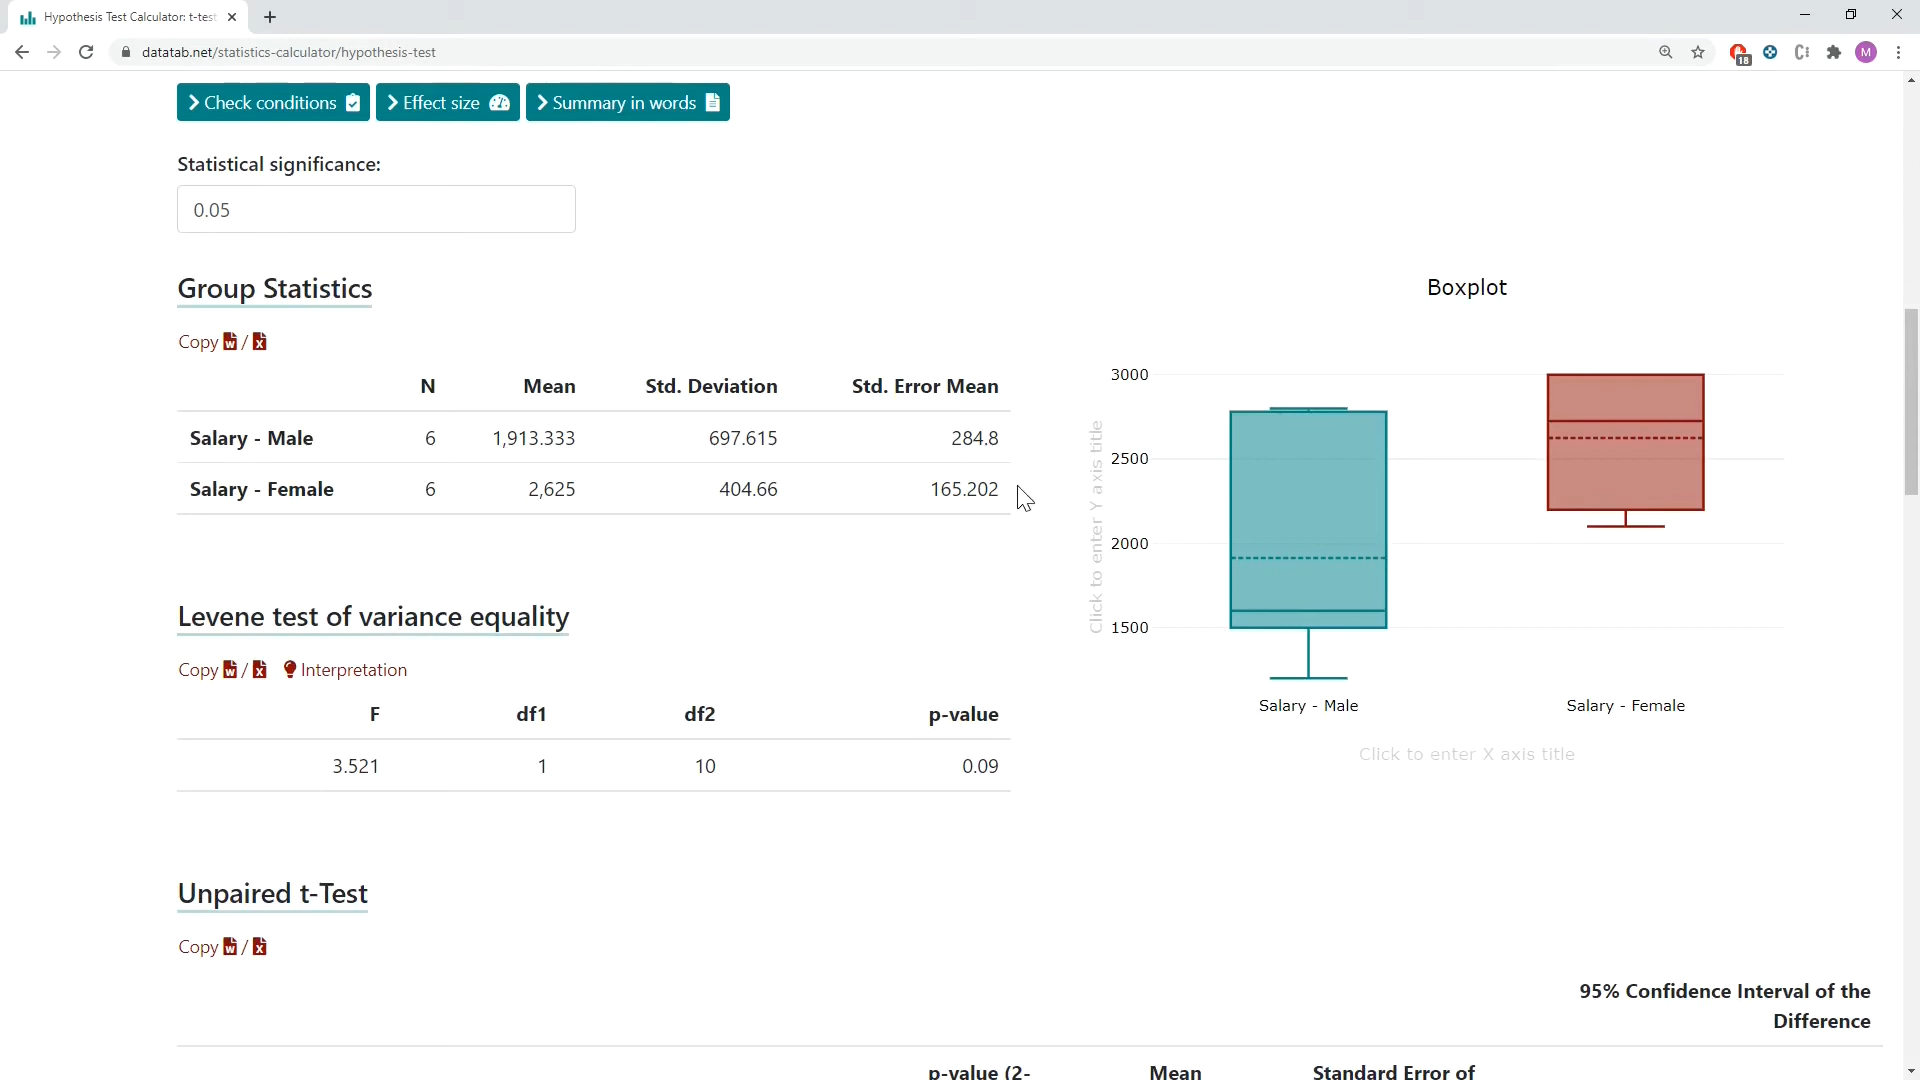 Hypothesis Test Calculator: t-test
datatab.net/statistics-calculator/hypothesis-test
18
M
Check conditions
Effect size
Summary in words
Statistical significance:
0.05
Group Statistics
Copy W / X
N Mean Std. Deviation Std. Error Mean
Salary - Male 6 1,913.333 697.615 284.8
Salary - Female 6 2,625 404.66 165.202
Levene test of variance equality
Copy W / X Interpretation
F df1 df2 p-value
3.521 1 10 0.09
Boxplot
Click to enter Y axis title
3000
2500
2000
1500
Salary - Male Salary - Female
Click to enter X axis title
Unpaired t-Test
Copy W / X
95% Confidence Interval of the
Difference
p-value (2- Mean Standard Error of